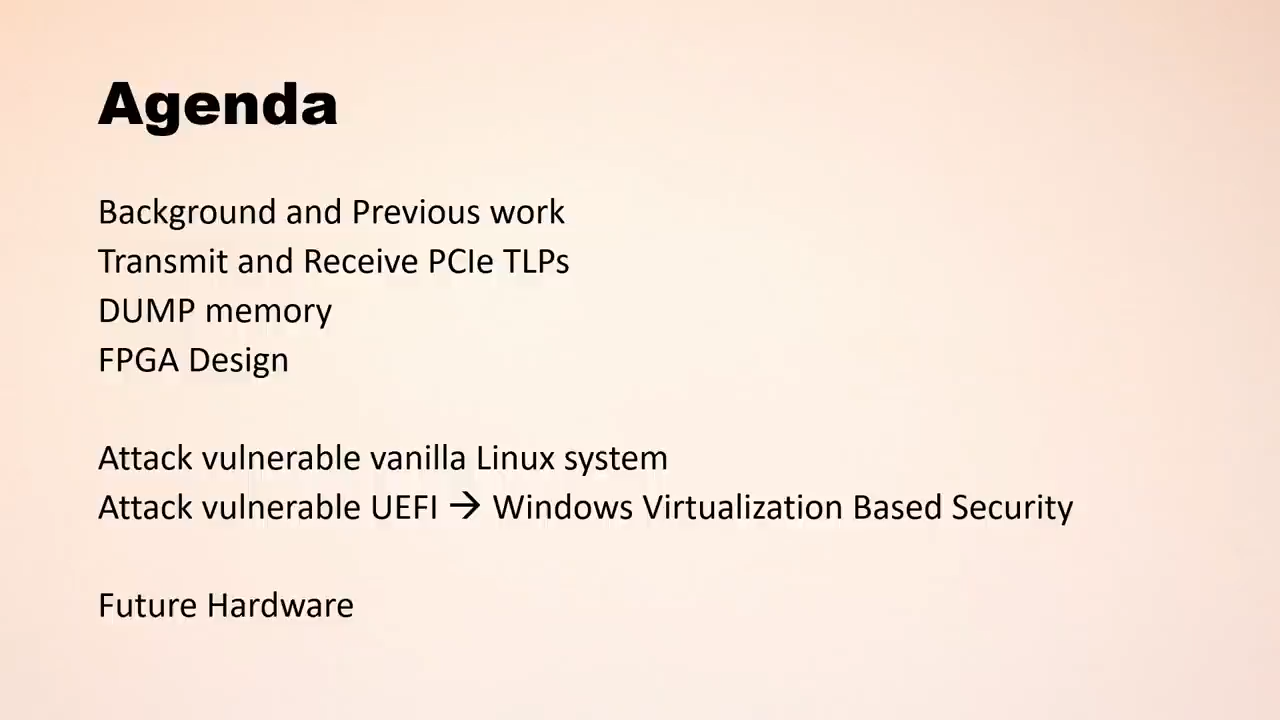 Agenda
Background and Previous work
Transmit and Receive PCIe TLPs
DUMP memory
FPGA Design
Attack vulnerable vanilla Linux system
Attack vulnerable UEFI → Windows Virtualization Based Security
Future Hardware